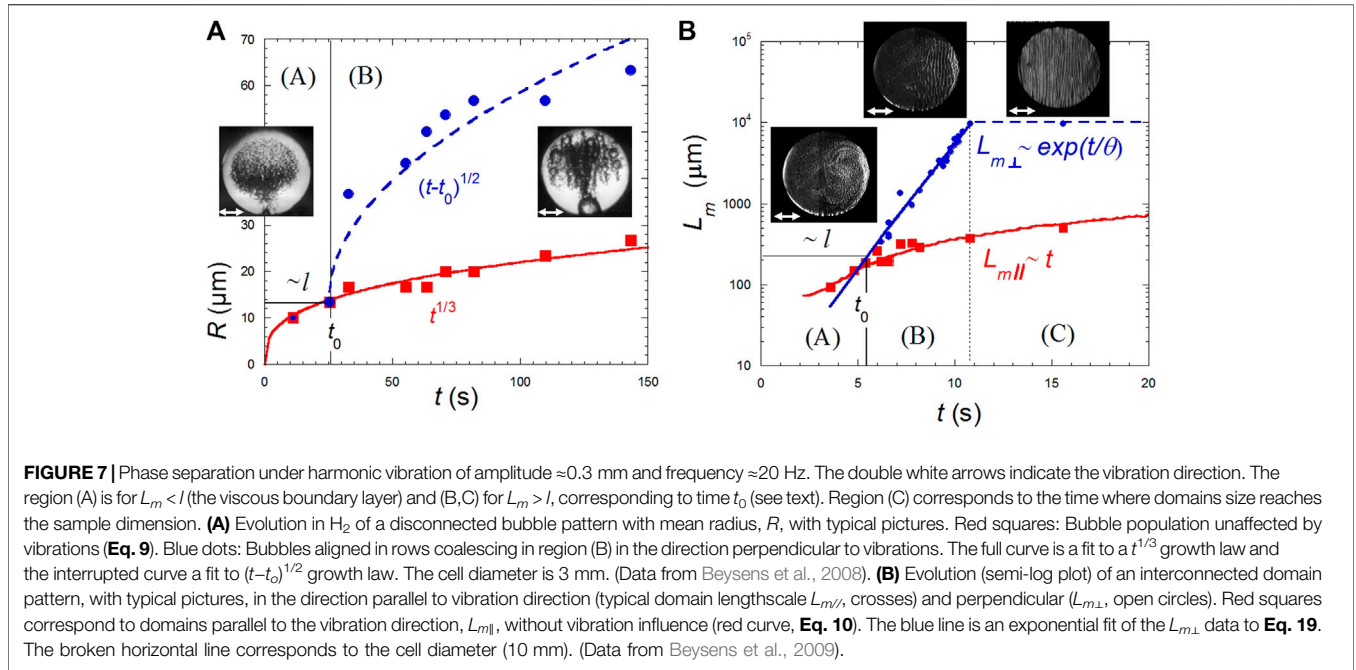 A
70
60
50
40
30
20
10
0
R (μm)
(A)
(B)
(t-t0)1/2
~l
t0
t1/3
0
50
100
150
t (s)
B
10^5
10^4
1000
100
10
Lm (μm)
Lm⊥ ~ exp(t/θ)
~ l
Lm// ~ t
t0
(A)
(B)
(C)
0
5
10
15
20
t (s)
FIGURE 7 | Phase separation under harmonic vibration of amplitude ≈0.3 mm and frequency ≈20 Hz. The double white arrows indicate the vibration direction. The
region (A) is for Lm < l (the viscous boundary layer) and (B,C) for Lm > l, corresponding to time t0 (see text). Region (C) corresponds to the time where domains size reaches
the sample dimension. (A) Evolution in H2 of a disconnected bubble pattern with mean radius, R, with typical pictures. Red squares: Bubble population unaffected by
vibrations (Eq. 9). Blue dots: Bubbles aligned in rows coalescing in region (B) in the direction perpendicular to vibrations. The full curve is a fit to a t1/3 growth law and
the interrupted curve a fit to (t–to)1/2 growth law. The cell diameter is 3 mm. (Data from Beysens et al., 2008). (B) Evolution (semi-log plot) of an interconnected domain
pattern, with typical pictures, in the direction parallel to vibration direction (typical domain lengthscale Lm//, crosses) and perpendicular (Lm⊥, open circles). Red squares
correspond to domains parallel to the vibration direction, Lm∥, without vibration influence (red curve, Eq. 10). The blue line is an exponential fit of the Lm⊥ data to Eq. 19.
The broken horizontal line corresponds to the cell diameter (10 mm). (Data from Beysens et al., 2009).